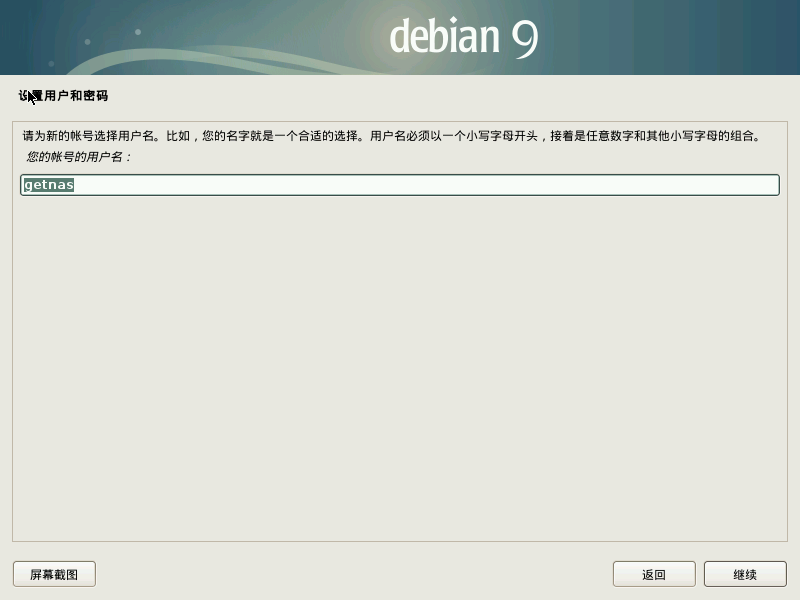 debian 9
设置用户和密码
请为新的帐号选择用户名。比如，您的名字就是一个合适的选择。用户名必须以一个小写字母开头，接着是任意数字和其他小写字母的组合。
您的帐号的用户名：
getnas
屏幕截图
返回
继续